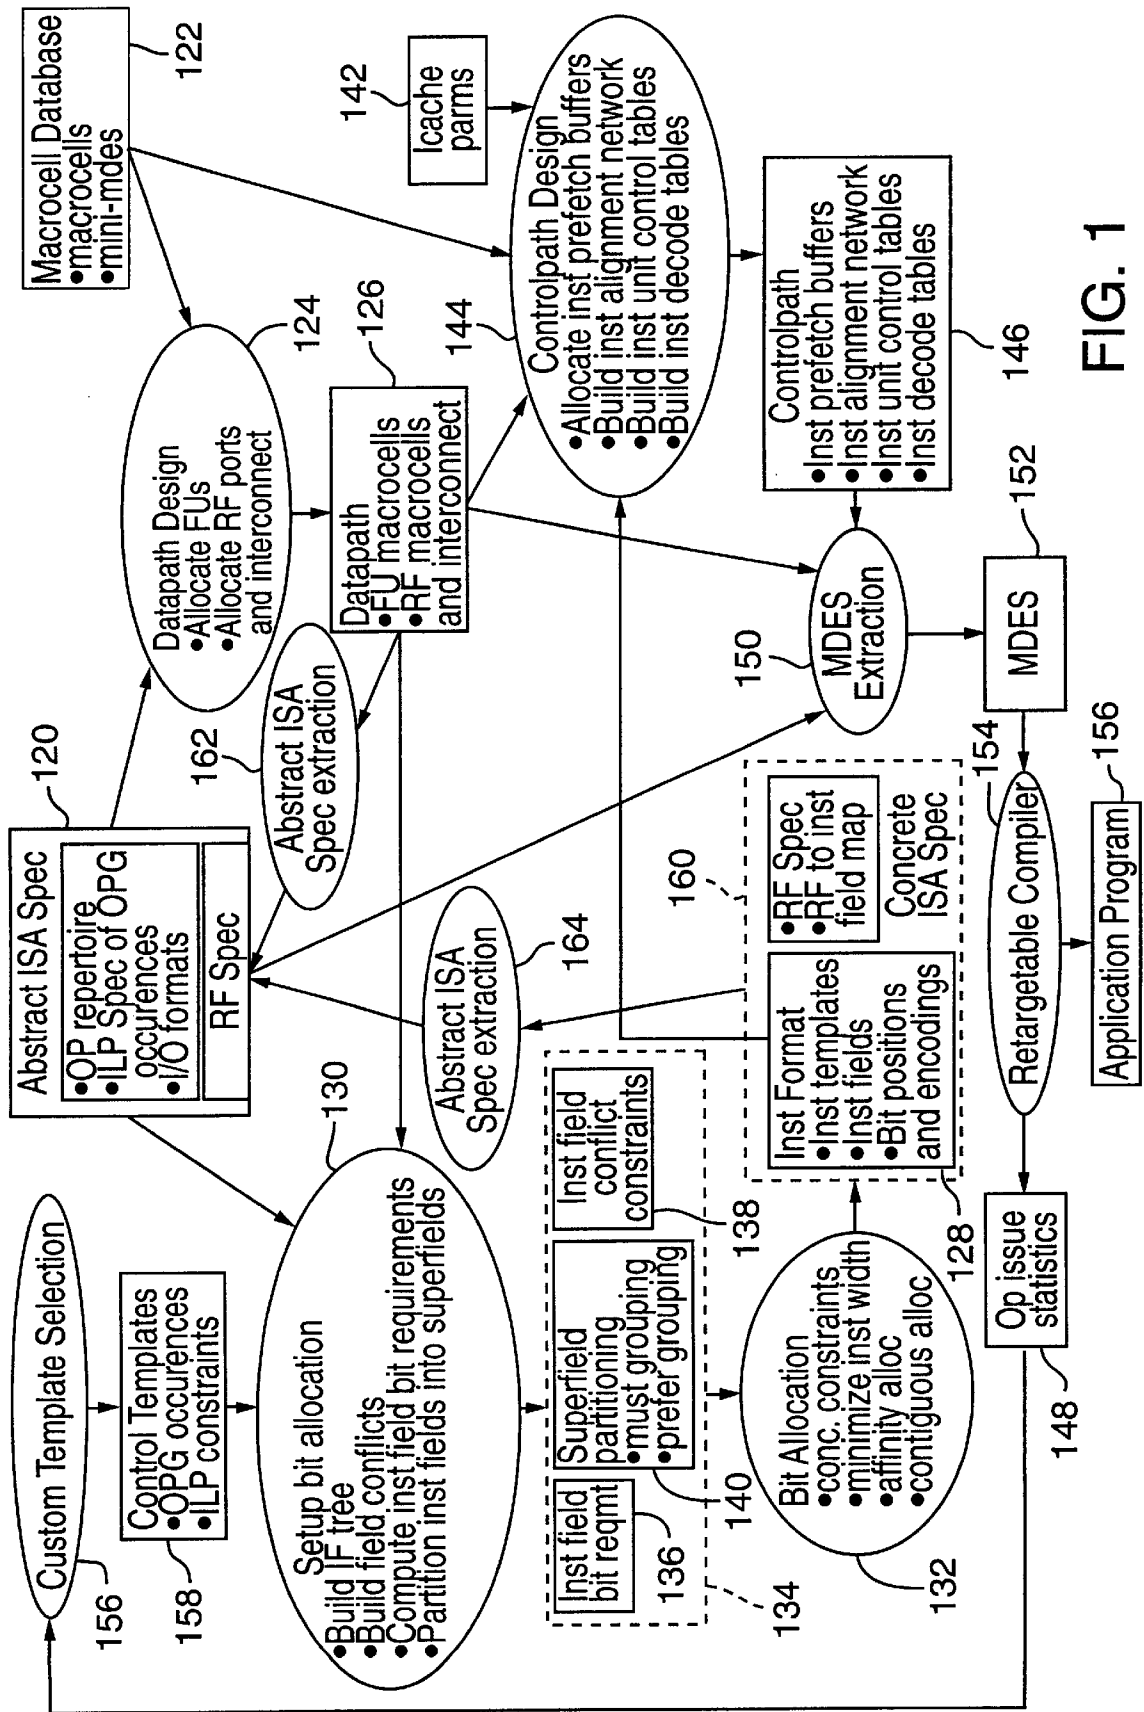 Macrocell Database
•macrocells
•mini-mdes
122
Datapath Design
•Allocate FUs
•Allocate RF ports
and interconnect
124
Datapath
•FU macrocells
•RF macrocells
and interconnect
126
Icache
parms
142
Controlpath Design
•Allocate inst prefetch buffers
•Build inst alignment network
•Build inst unit control tables
•Build inst decode tables
144
Controlpath
•Inst prefetch buffers
•Inst alignment network
•Inst unit control tables
•Inst decode tables
146
Abstract ISA Spec
•OP repertoire
•ILP Spec of OPG
occurences
•I/O formats
RF Spec
120
Abstract ISA
Spec extraction
162
Abstract ISA
Spec extraction
164
MDES
Extraction
150
MDES
152
Custom Template Selection
156
Control Templates
•OPG occurences
•ILP constraints
158
Setup bit allocation
•Build IF tree
•Build field conflicts
•Compute inst field bit requirements
•Partition inst fields into superfields
130
Inst field
bit reqmt
136
Superfield
partitioning
•must grouping
•prefer grouping
140
Inst field
conflict
constraints
138
134
Bit Allocation
•conc. constraints
•minimize inst width
•affinity alloc
•contiguous alloc
132
Inst Format
•Inst templates
•Inst fields
•Bit positions
and encodings
128
•RF Spec
•RF to inst
field map
Concrete
ISA Spec
160
Retargetable Compiler
154
Application Program
156
Op issue
statistics
148
FIG. 1